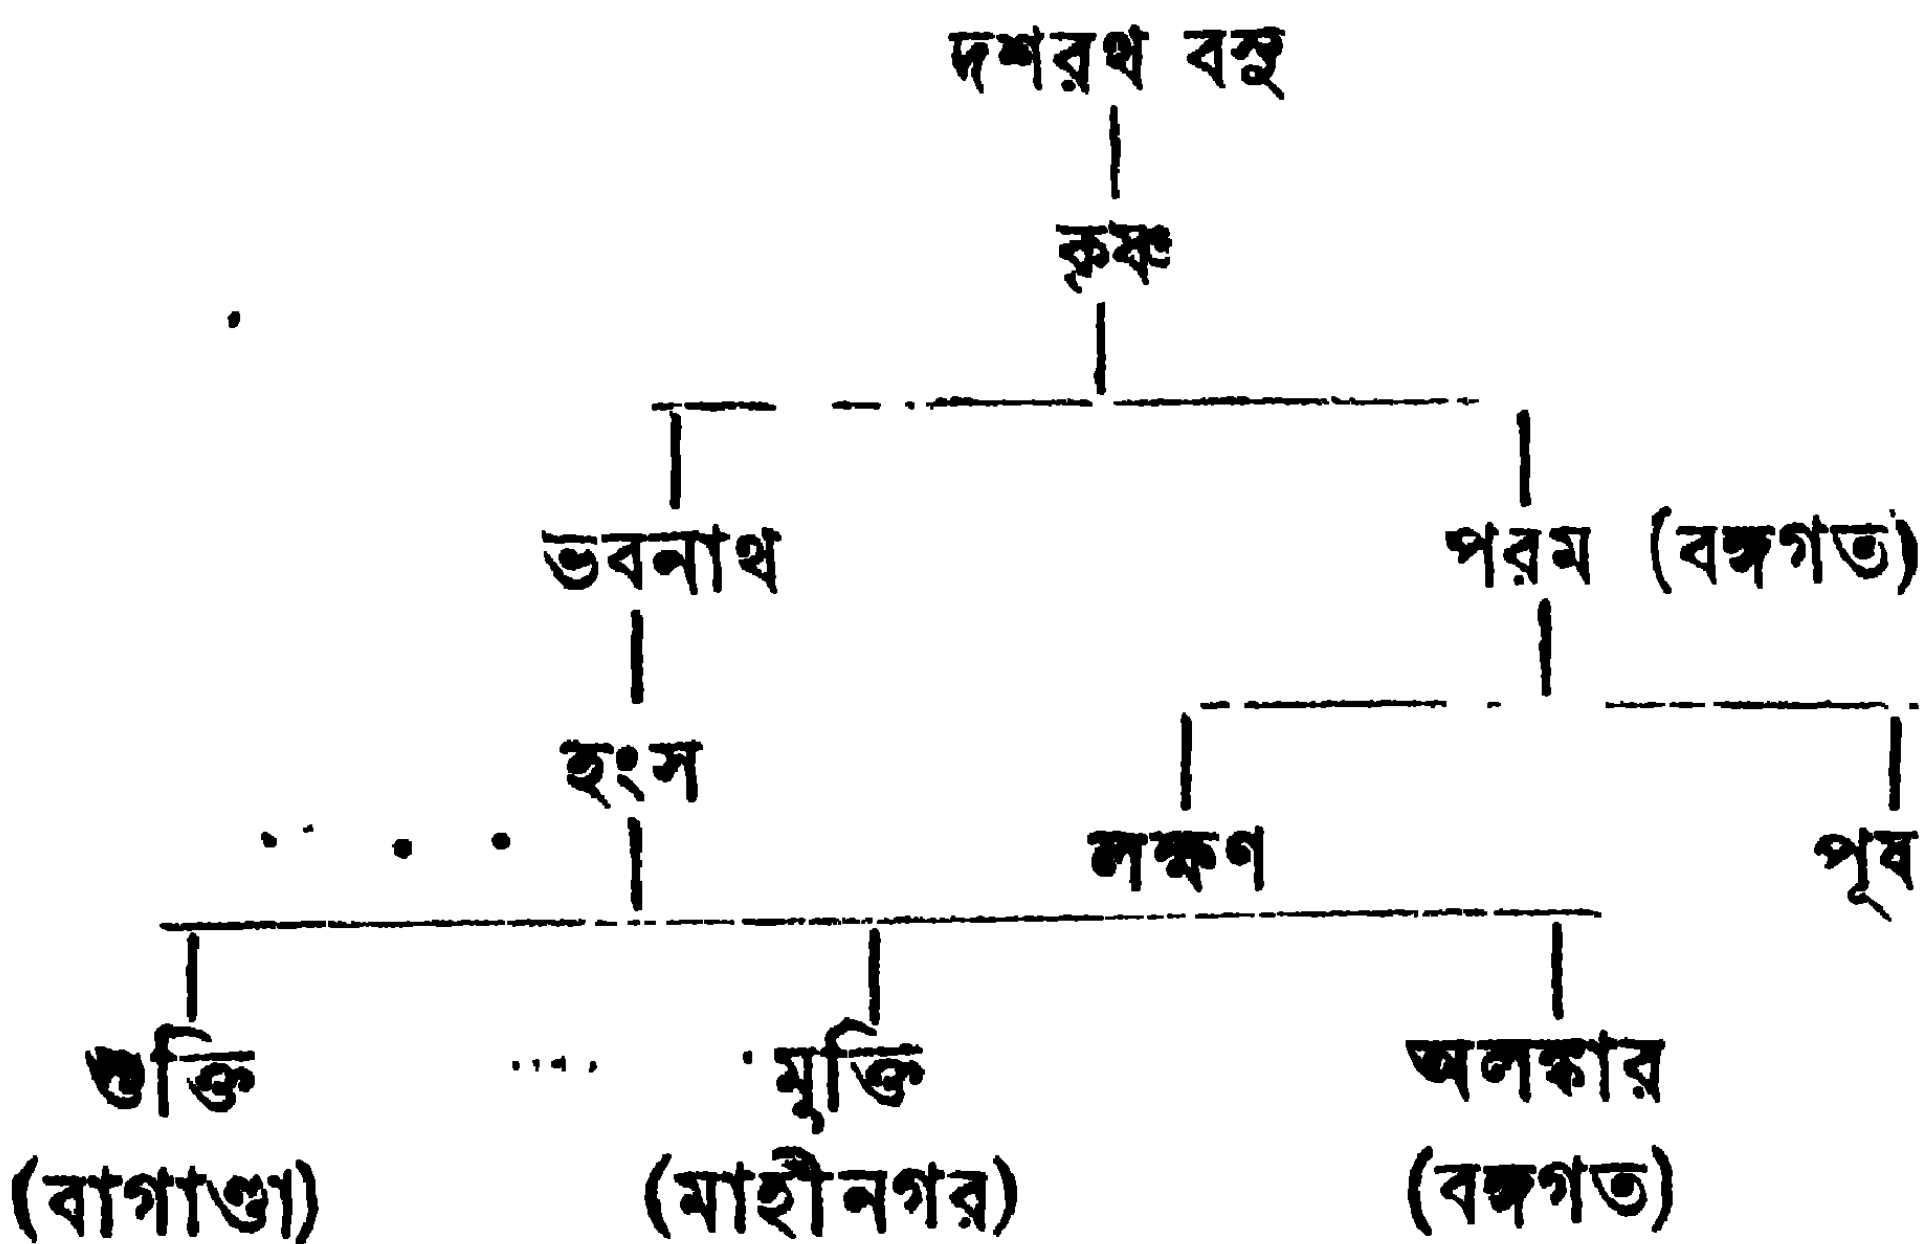 দশরথ বসু
কৃষ্ণ
ভবনাথ পরম (বঙ্গগত)
হংস
লক্ষণ পূষ
শুক্তি মুক্তি অলঙ্কার
(বাগাণ্ডা) (মাহীনগর) (বঙ্গগত)